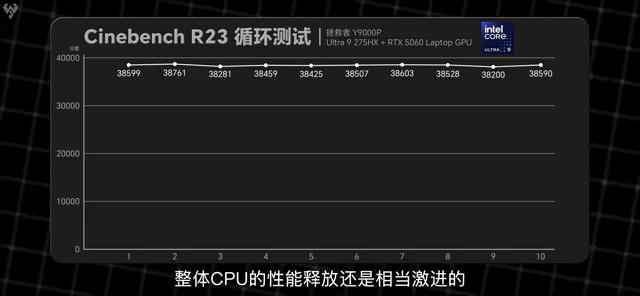 Cinebench R23 循环测试
拯救者 Y9000P
Ultra 9 275HX + RTX 5060 Laptop GPU
intel
CORE
ULTRA 9
分数
40000
38599 38761 38281 38459 38425 38507 38603 38528 38200 38590
30000
20000
10000
0
1 2 3 4 5 6 7 8 9 10
整体CPU的性能释放还是相当激进的